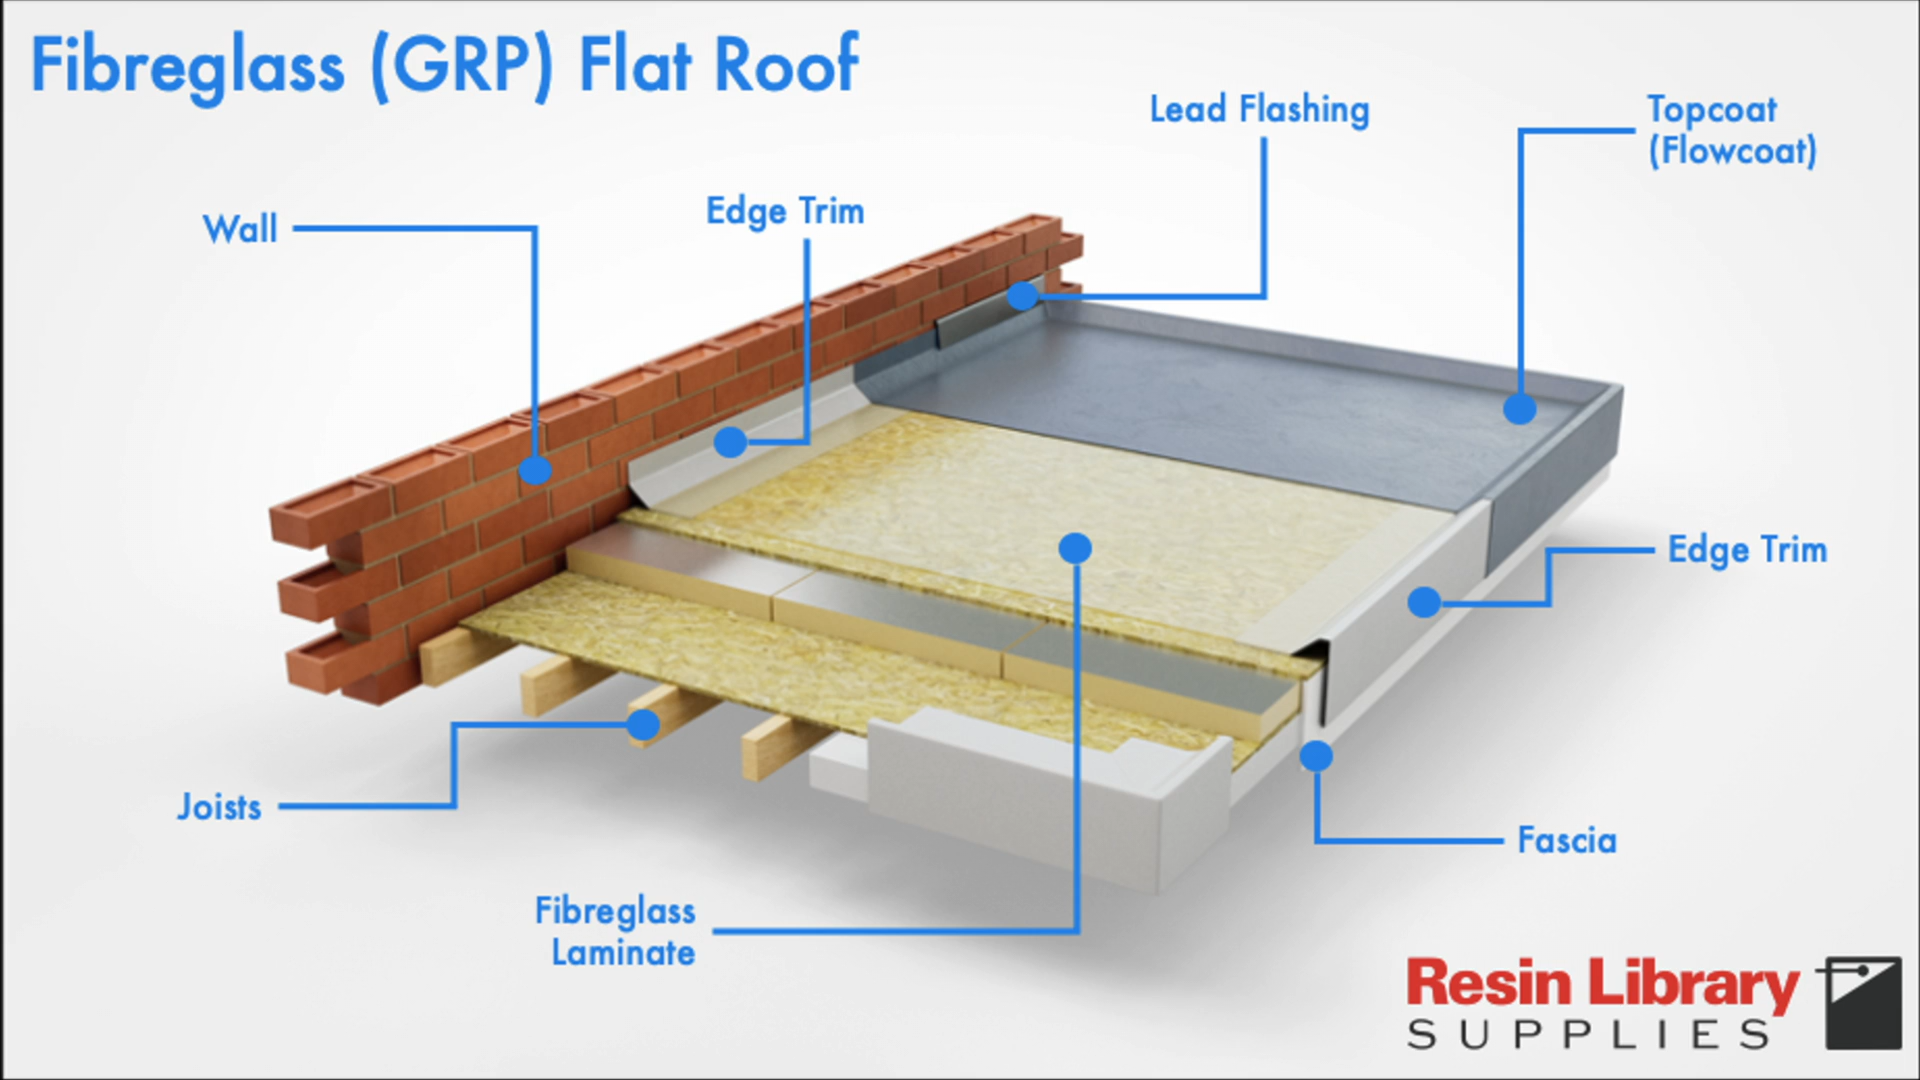 Fibreglass (GRP) Flat Roof
Lead Flashing
Topcoat
(Flowcoat)
Edge Trim
Wall
Edge Trim
Joists
Fascia
Fibreglass
Laminate
Resin Library
SUPPLIES